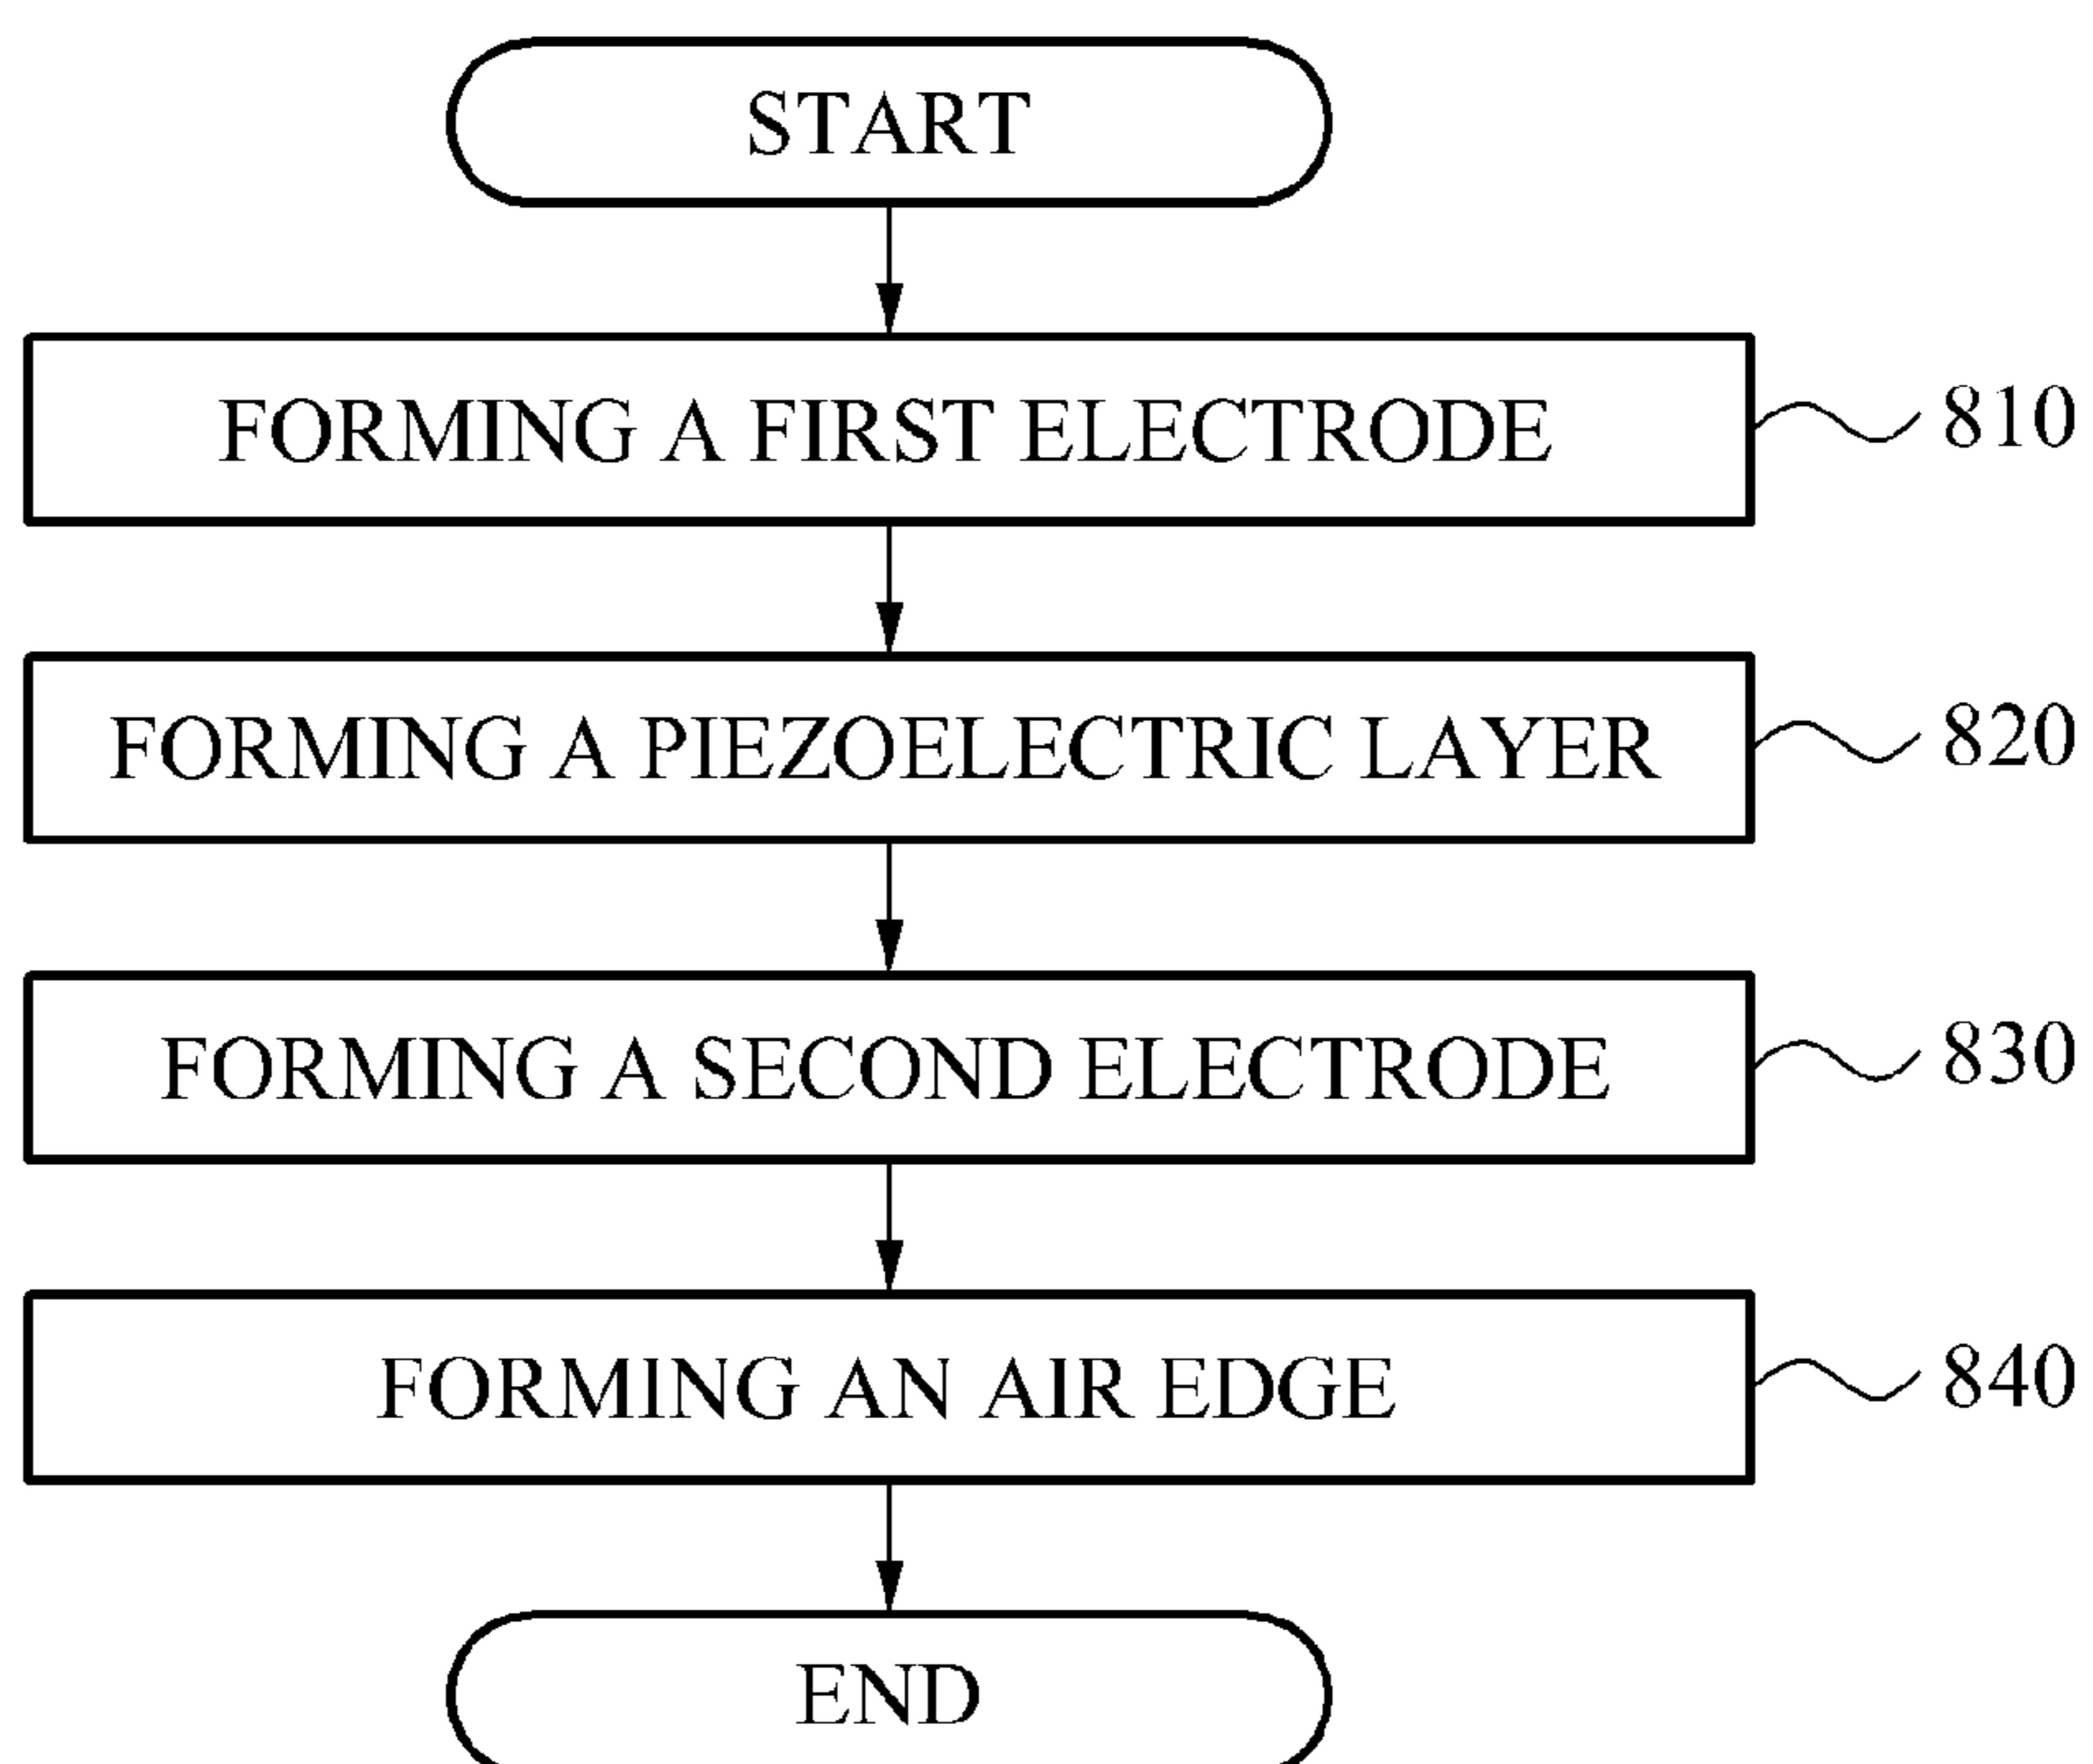 START
FORMING A FIRST ELECTRODE 810
FORMING A PIEZOELECTRIC LAYER 820
FORMING A SECOND ELECTRODE 830
FORMING AN AIR EDGE 840
END